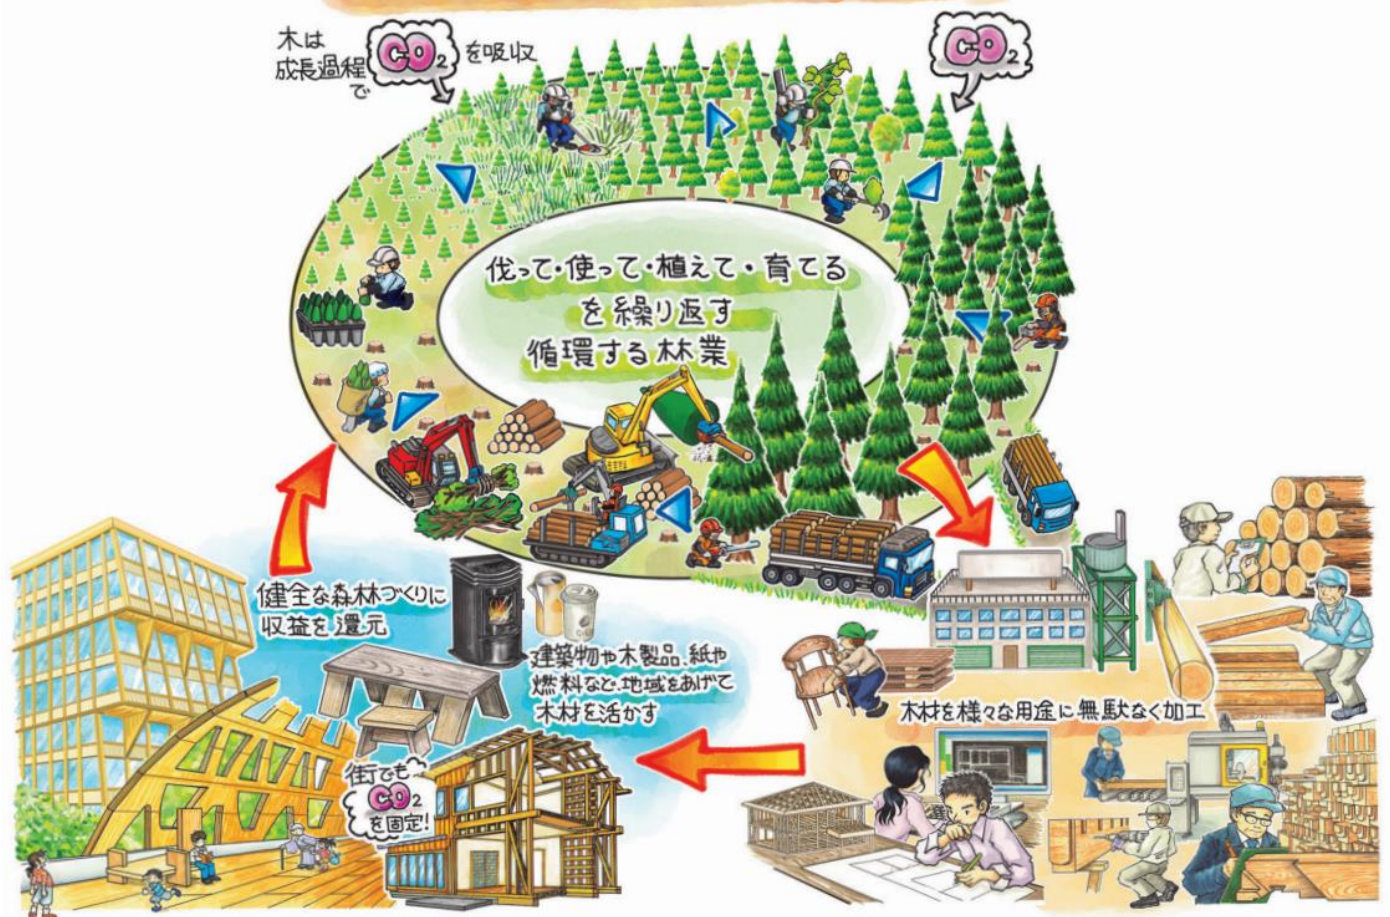 木は
成長過程
で
CO2
を吸収
CO2
伐って・使って・植えて・育てる
を繰り返す
循環する林業
健全な森林づくりに
収益を還元
建築物や木製品、紙や
燃料など、地域をあげて
木材を活かす
木材を様々な用途に無駄なく加工
街でも
CO2
を固定!